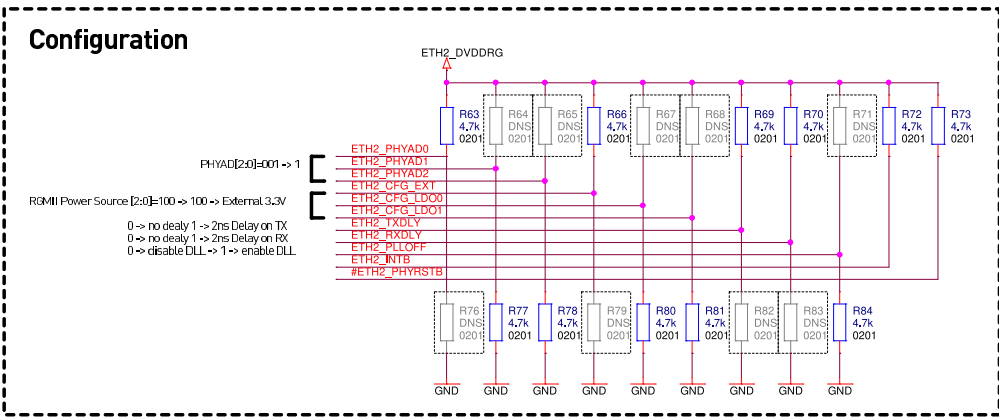 Configuration
ETH2_DVDDRG
R63 R64 R65 R66 R67 R68 R69 R70 R71 R72 R73
4.7k DNS DNS 4.7k DNS DNS 4.7k 4.7k DNS 4.7k 4.7k
0201 0201 0201 0201 0201 0201 0201 0201 0201 0201 0201
ETH2_PHYAD0
PHYAD[2:0]=001 -> 1
ETH2_PHYAD1
ETH2_PHYAD2
ETH2_CFG_EXT
RGMII Power Source [2:0]=100 -> 100 -> External 3.3V
ETH2_CFG_LDO0
ETH2_CFG_LDO1
0 -> no dealy 1 -> 2ns Delay on TX
ETH2_TXDLY
0 -> no dealy 1 -> 2ns Delay on RX
ETH2_RXDLY
0 -> disable DLL -> 1 -> enable DLL
ETH2_PLLOFF
ETH2_INTB
#ETH2_PHYRSTB
R76 R77 R78 R79 R80 R81 R82 R83 R84
DNS 4.7k 4.7k DNS 4.7k 4.7k DNS DNS 4.7k
0201 0201 0201 0201 0201 0201 0201 0201 0201
GND GND GND GND GND GND GND GND GND